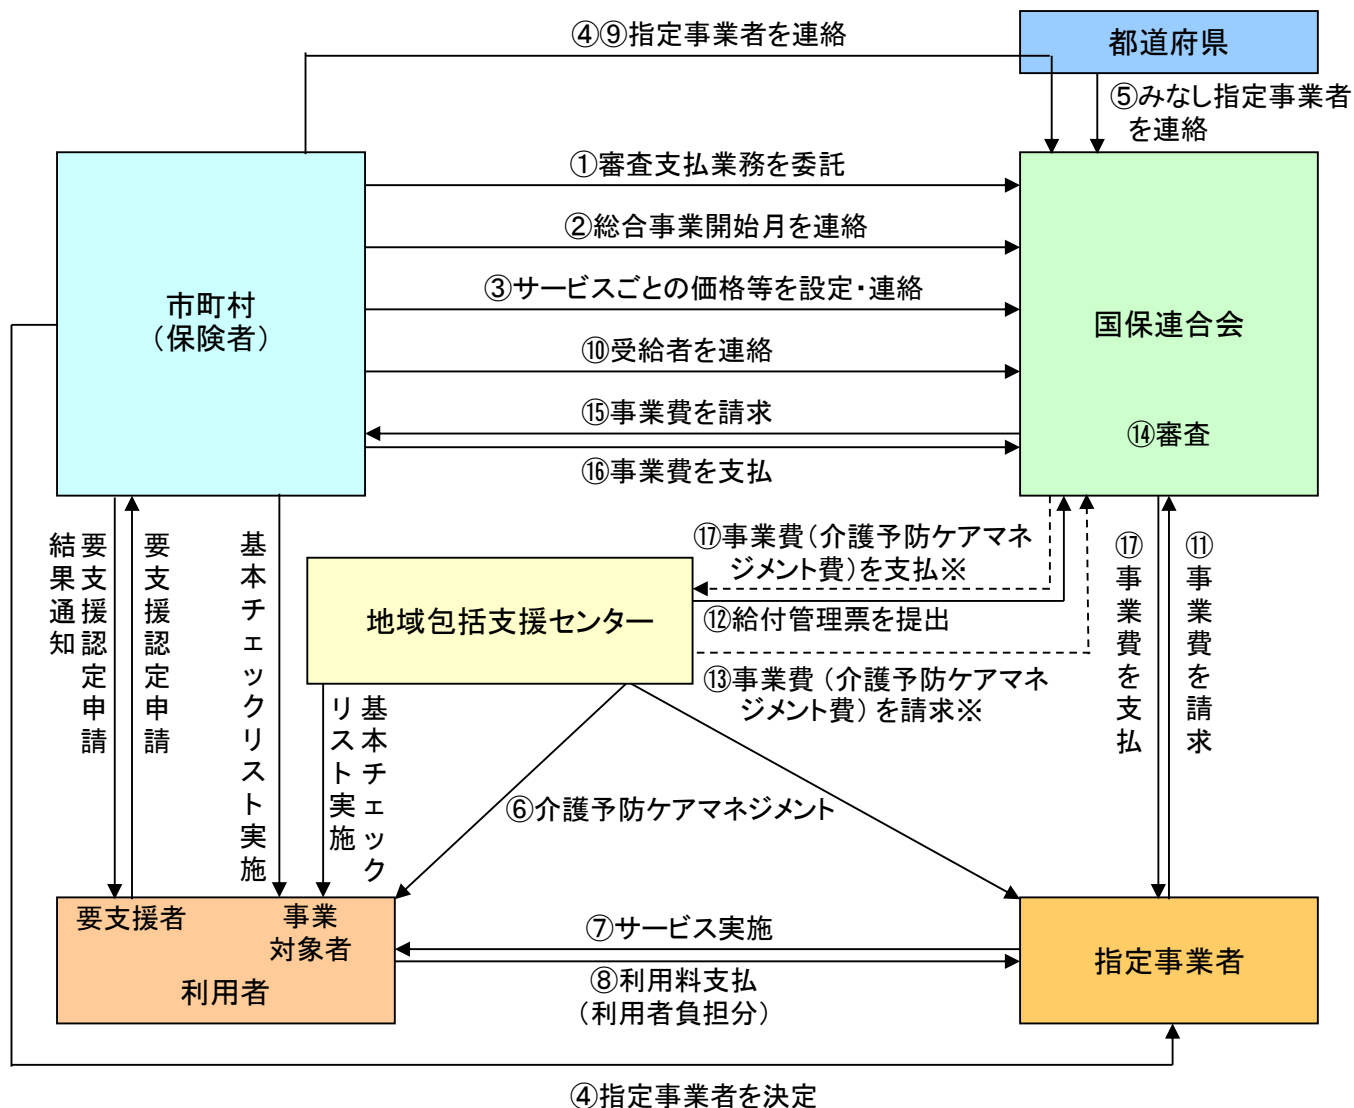 ④⑨指定事業者を連絡
都道府県
⑤みなし指定事業者
を連絡
①審査支払業務を委託
②総合事業開始月を連絡
③サービスごとの価格等を設定・連絡
市町村
（保険者）
国保連合会
⑩受給者を連絡
⑮事業費を請求
⑭審査
⑯事業費を支払
要支援認定申請
結果通知
要支援認定申請
基本チェックリスト実施
地域包括支援センター
⑰事業費（介護予防ケアマネ
ジメント費）を支払※
⑫給付管理票を提出
⑬事業費（介護予防ケアマネ
ジメント費）を請求※
⑰事業費を支払
⑪事業費を請求
基本チェック
リスト実施
⑥介護予防ケアマネジメント
要支援者
事業
対象者
利用者
⑦サービス実施
⑧利用料支払
（利用者負担分）
指定事業者
④指定事業者を決定